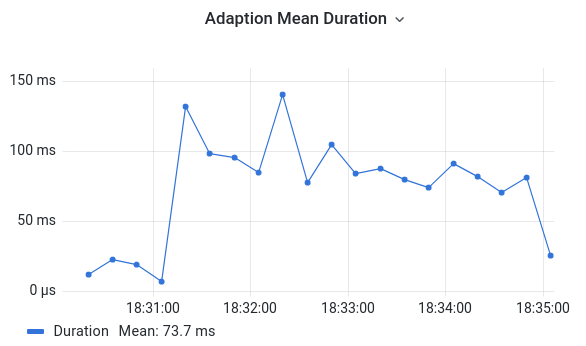 Adaption Mean Duration
150 ms
100 ms
50 ms
0 µs
18:31:00 18:32:00 18:33:00 18:34:00 18:35:00
Duration Mean: 73.7 ms